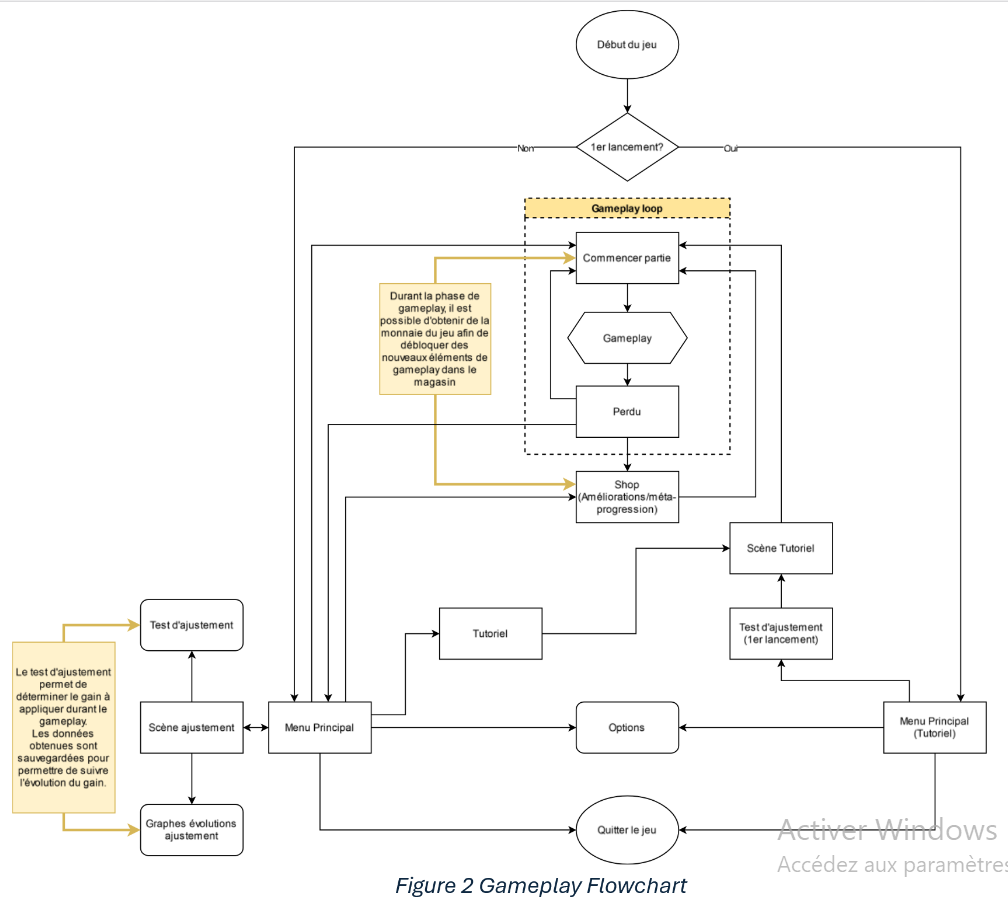 Début du jeu
1er lancement?
Non
Oui
Gameplay loop
Commencer partie
Durant la phase de
gameplay, il est
possible d'obtenir de la
monnaie du jeu afin de
débloquer des
nouveaux éléments de
gameplay dans le
magasin
Gameplay
Perdu
Shop
(Améliorations/méta-
progression)
Scène Tutoriel
Test d'ajustement
Tutoriel
Test d'ajustement
(1er lancement)
Le test d'ajustement
permet de
déterminer le gain à
appliquer durant le
gameplay.
Les données
obtenues sont
sauvegardées pour
permettre de suivre
l'évolution du gain.
Scène ajustement
Menu Principal
Options
Menu Principal
(Tutoriel)
Graphes évolutions
ajustement
Quitter le jeu
Activer Windows
Accédez aux paramètres
Figure 2 Gameplay Flowchart